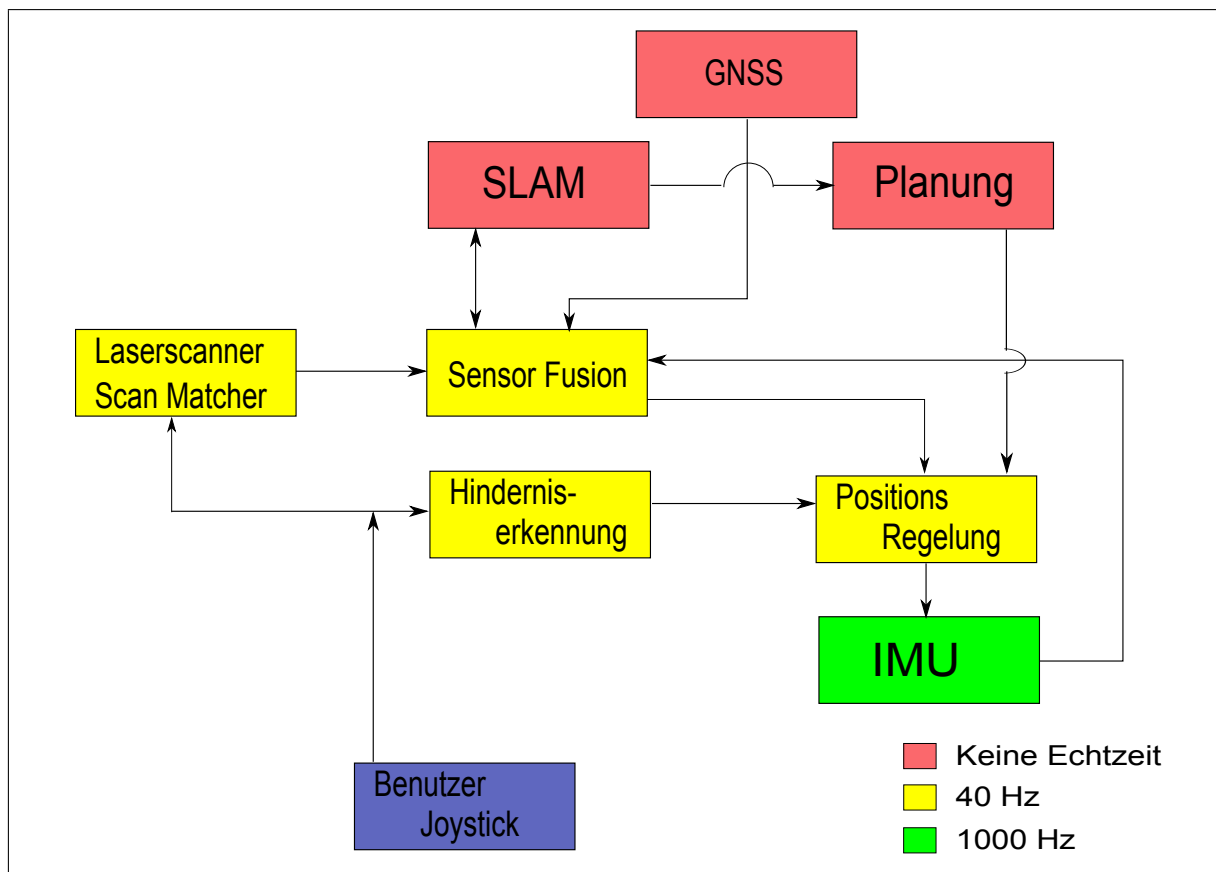 GNSS
SLAM
Planung
Laserscanner
Scan Matcher
Sensor Fusion
Hindernis-
erkennung
Positions
Regelung
IMU
Benutzer
Joystick
Keine Echtzeit
40 Hz
1000 Hz